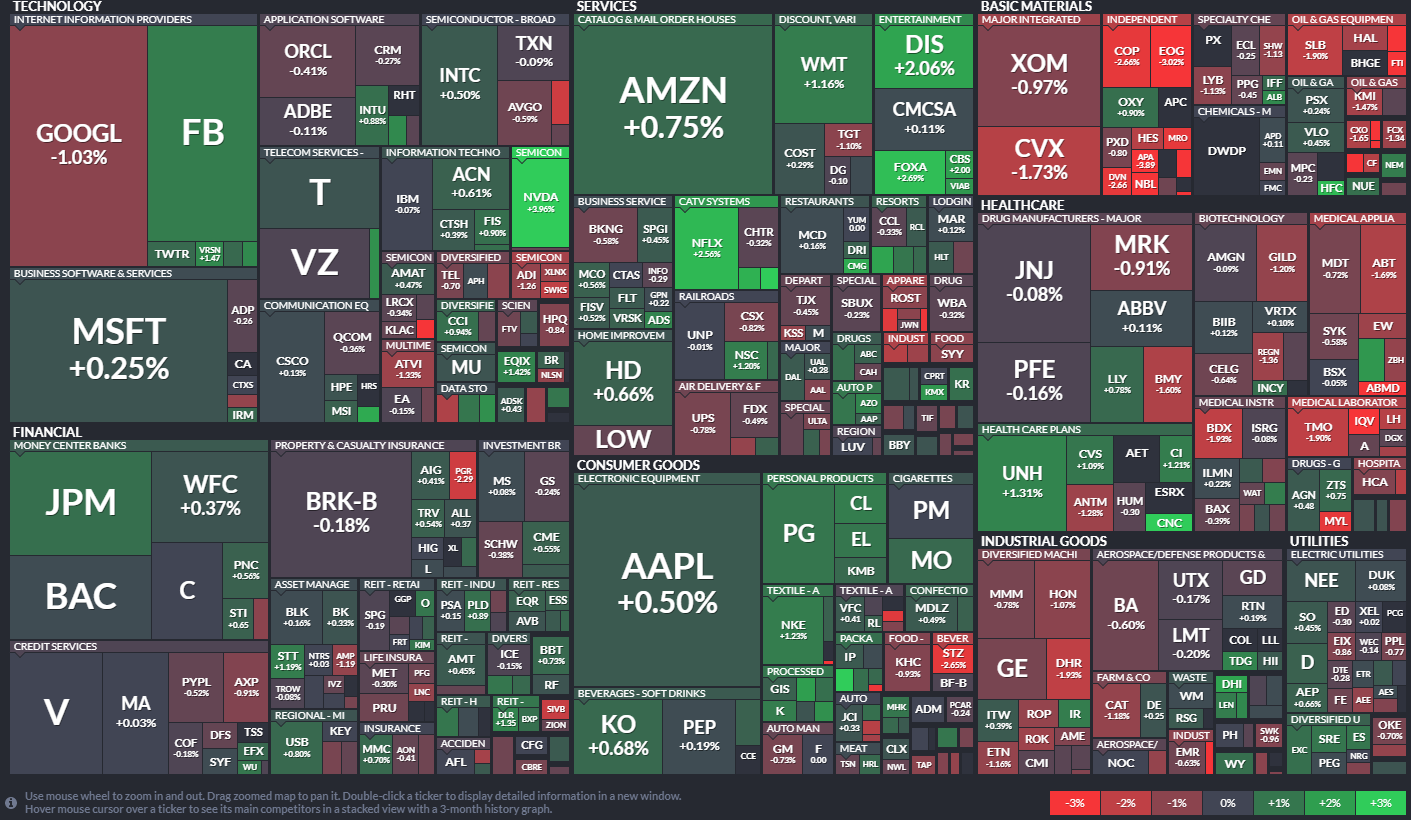 TECHNOLOGY
INTERNET INFORMATION PROVIDERS
GOOGL
-1.03%
FB
TWTR
VRSN
+1.47
APPLICATION SOFTWARE
ORCL
-0.41%
CRM
-0.27%
ADBE
-0.11%
INTU
+0.88%
RHT
SEMICONDUCTOR - BROAD
INTC
+0.50%
TXN
-0.09%
AVGO
-0.59%
TELECOM SERVICES -
T
VZ
INFORMATION TECHNO
IBM
-0.07%
ACN
+0.61%
CTSH
+0.39%
FIS
+0.90%
SEMICON
NVDA
+3.96%
BUSINESS SOFTWARE & SERVICES
MSFT
+0.25%
ADP
-0.26
CA
CTXS
IRM
COMMUNICATION EQ
CSCO
+0.13%
QCOM
-0.36%
HPE
HRS
MSI
SEMICON
AMAT
+0.47%
LRCX
-0.34%
KLAC
DIVERSIFIED
TEL
-0.70
APH
SEMICON
ADI
-1.26
XLNX
SWKS
DIVERSIFIE
CCI
+0.94%
SCIEN
FTV
HPQ
-0.84
MULTIME
ATVI
-1.33%
EA
-0.15%
SEMICON
MU
EQIX
+1.42%
BR
NLSN
DATA STO
ADSK
+0.43
SERVICES
CATALOG & MAIL ORDER HOUSES
AMZN
+0.75%
DISCOUNT, VARI
WMT
+1.16%
COST
+0.29%
TGT
-1.10%
DG
-0.10
ENTERTAINMENT
DIS
+2.06%
CMCSA
+0.11%
FOXA
+2.69%
CBS
+2.00
VIAB
BUSINESS SERVICE
BKNG
-0.58%
SPGI
+0.45%
MCO
+0.56%
CTAS
INFO
-0.29
FISV
+0.52%
FLT
GPN
+0.22
VRSK
ADS
CATV SYSTEMS
NFLX
+2.56%
CHTR
-0.32%
RESTAURANTS
MCD
+0.16%
YUM
0.00
DRI
CMG
RESORTS
CCL
-0.33%
RCL
LODGIN
MAR
+0.12%
HLT
HOME IMPROVEM
HD
+0.66%
LOW
RAILROADS
UNP
-0.01%
CSX
-0.82%
NSC
+1.20%
AIR DELIVERY & F
UPS
-0.78%
FDX
-0.49%
DEPART
TJX
-0.45%
KSS
M
SPECIAL
SBUX
-0.23%
APPARE
ROST
JWN
DRUG
WBA
-0.32%
MAJOR
DAL
UAL
+0.28
AAL
DRUGS
ABC
CAH
INDUST
FOOD
SYY
CPRT
KMX
KR
SPECIAL
ULTA
AUTO P
AZO
AAP
REGION
LUV
BBY
TIF
CONSUMER GOODS
ELECTRONIC EQUIPMENT
AAPL
+0.50%
PERSONAL PRODUCTS
PG
CL
EL
KMB
CIGARETTES
PM
MO
TEXTILE - A
NKE
+1.23%
TEXTILE - A
VFC
+0.41
RL
CONFECTIO
MDLZ
+0.49%
PACKA
IP
FOOD -
KHC
-0.93%
BEVER
STZ
-2.65%
BF-B
PROCESSED
GIS
K
BEVERAGES - SOFT DRINKS
KO
+0.68%
PEP
+0.19%
CCE
AUTO MAN
GM
-0.73%
F
0.00
AUTO
JCI
+0.33
MEAT
TSN
HRL
MHK
ADM
PCAR
-0.24
CLX
NWL
TAP
BASIC MATERIALS
MAJOR INTEGRATED
XOM
-0.97%
CVX
-1.73%
INDEPENDENT
COP
-2.66%
EOG
-3.02%
OXY
+0.90%
APC
PXD
-0.80
HES
MRO
APA
-3.89
DVN
-2.66
NBL
SPECIALTY CHE
PX
ECL
-0.25
SHW
-1.13
LYB
-1.13%
PPG
-0.45
IFF
ALB
CHEMICALS - M
DWDP
APD
+0.11
EMN
FMC
OIL & GAS EQUIPMEN
SLB
-1.90%
HAL
BHGE
FTI
OIL & GA
PSX
+0.24%
VLO
+0.45%
MPC
-0.23
HFC
OIL & GAS
KMI
-1.47%
CXO
-1.65
FCX
-1.34
CF
NEM
NUE
HEALTHCARE
DRUG MANUFACTURERS - MAJOR
JNJ
-0.08%
MRK
-0.91%
ABBV
+0.11%
PFE
-0.16%
LLY
+0.78%
BMY
-1.60%
BIOTECHNOLOGY
AMGN
-0.09%
GILD
-1.20%
BIIB
+0.12%
VRTX
+0.10%
REGN
-1.36
CELG
-0.64%
INCY
MEDICAL APPLIA
MDT
-0.72%
ABT
-1.69%
SYK
-0.58%
EW
BSX
-0.05%
ZBH
ABMD
HEALTH CARE PLANS
UNH
+1.31%
CVS
+1.09%
AET
CI
+1.21%
ANTM
-1.28%
HUM
-0.30
ESRX
CNC
MEDICAL INSTR
BDX
-1.93%
ISRG
-0.08%
ILMN
+0.22%
BAX
-0.39%
WAT
MEDICAL LABORATOR
TMO
-1.90%
IQV
LH
A
DGX
DRUGS - G
AGN
+0.48
ZTS
+0.75
MYL
HOSPITA
HCA
FINANCIAL
MONEY CENTER BANKS
JPM
WFC
+0.37%
BAC
C
PNC
+0.56%
STI
+0.65
PROPERTY & CASUALTY INSURANCE
BRK-B
-0.18%
AIG
+0.41%
PGR
-2.29
TRV
+0.54%
ALL
+0.37
HIG
XL
L
INVESTMENT BR
MS
+0.08%
GS
-0.24%
SCHW
-0.38%
CME
+0.55%
CREDIT SERVICES
V
MA
+0.03%
PYPL
-0.52%
AXP
-0.91%
COF
-0.18%
DFS
TSS
SYF
EFX
WU
ASSET MANAGE
BLK
+0.16%
BK
+0.33%
STT
+1.19%
NTRS
+0.03
AMP
-1.19
TROW
-0.08%
IVZ
REIT - RETAI
SPG
-0.19
GGP
O
FRT
KIM
REIT - INDU
PSA
+0.15
PLD
+0.89
REIT - RES
EQR
ESS
AVB
LIFE INSURA
MET
-0.30%
PFG
LNC
PRU
REIT -
AMT
+0.45%
DIVERS
ICE
-0.15%
BBT
+0.73%
RF
REGIONAL - MI
USB
+0.80%
KEY
INSURANCE
MMC
+0.70%
AON
-0.41
REIT - H
REIT -
DLR
+1.35
BXP
SIVB
ZION
ACCIDEN
AFL
CFG
CBRE
INDUSTRIAL GOODS
DIVERSIFIED MACHI
MMM
-0.78%
HON
-1.07%
GE
DHR
-1.93%
ITW
+0.39%
ROP
IR
ROK
AME
ETN
-1.16%
CMI
AEROSPACE/DEFENSE PRODUCTS &
BA
-0.60%
UTX
-0.17%
GD
LMT
-0.20%
RTN
+0.19%
COL
LLL
TDG
HII
FARM & CO
CAT
-1.18%
DE
+0.25
WASTE
WM
RSG
DHI
LEN
AEROSPACE/
NOC
INDUST
EMR
-0.63%
PH
SWK
-0.96
WY
UTILITIES
ELECTRIC UTILITIES
NEE
DUK
+0.08%
SO
+0.45%
ED
-0.30
XEL
+0.02
PCG
D
EIX
-0.86
WEC
-0.14
PPL
-0.77
DTE
-0.28
ETR
AEP
+0.66%
FE
AEE
AES
DIVERSIFIED U
EXC
SRE
ES
PEG
NRG
OKE
-0.70%
Use mouse wheel to zoom in and out. Drag zoomed map to pan it. Double-click a ticker to display detailed information in a new window.
Hover mouse cursor over a ticker to see its main competitors in a stacked view with a 3-month history graph.
-3%
-2%
-1%
0%
+1%
+2%
+3%